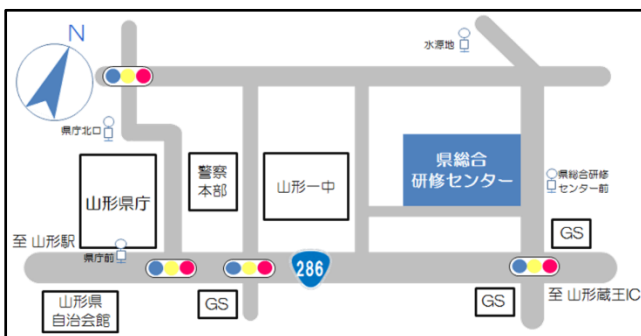 N
水源地
県庁北口
山形県庁
警察
本部
山形一中
県総合
研修センター
県総合研修
センター前
至 山形駅
県庁前
GS
286
山形県
自治会館
GS
GS
至 山形蔵王IC